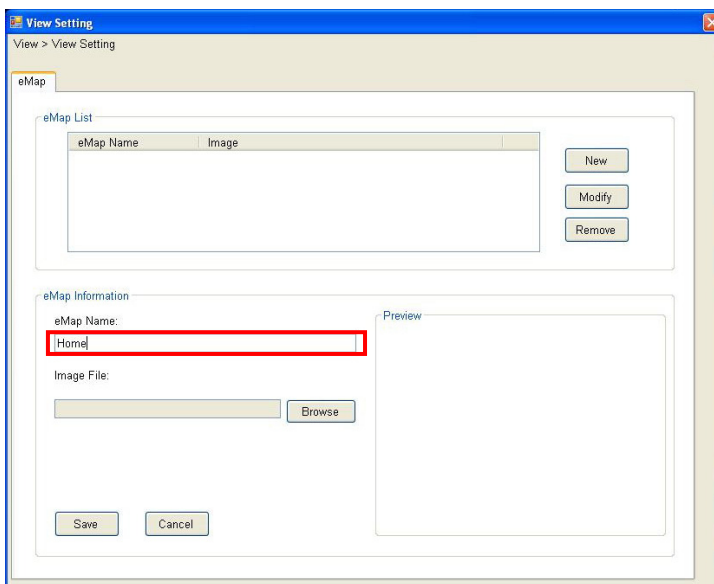 View Setting
View > View Setting
eMap
eMap List
eMap Name Image
New
Modify
Remove
eMap Information
eMap Name:
Home
Image File:
Browse
Save Cancel
Preview